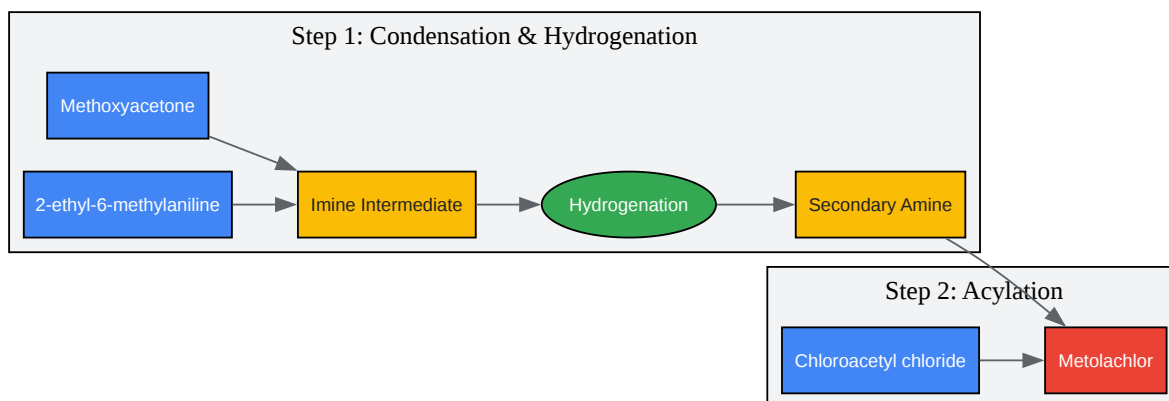 Step 1: Condensation & Hydrogenation
Methoxyacetone
2-ethyl-6-methylaniline
Imine Intermediate
Hydrogenation
Secondary Amine
Step 2: Acylation
Chloroacetyl chloride
Metolachlor